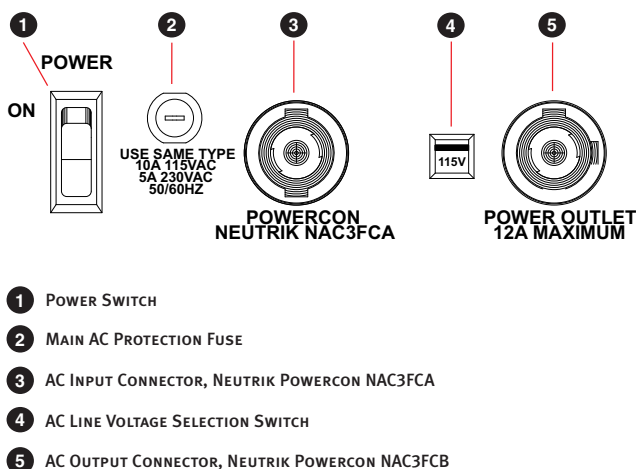 1 2 3 4 5
POWER
ON
USE SAME TYPE
10A 115VAC
5A 230VAC
50/60HZ
115V
POWERCON
NEUTRIK NAC3FCA
POWER OUTLET
12A MAXIMUM
1 POWER SWITCH
2 MAIN AC PROTECTION FUSE
3 AC INPUT CONNECTOR, NEUTRIK POWERCON NAC3FCA
4 AC LINE VOLTAGE SELECTION SWITCH
5 AC OUTPUT CONNECTOR, NEUTRIK POWERCON NAC3FCB